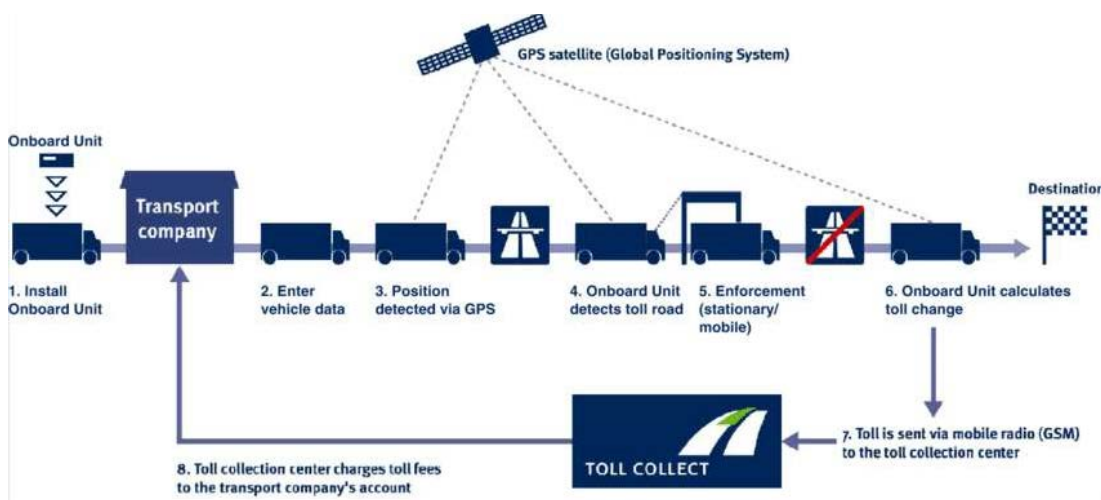 GPS satellite (Global Positioning System)
Onboard Unit
Transport
company
Destination
1. Install
Onboard Unit
2. Enter
vehicle data
3. Position
detected via GPS
4. Onboard Unit
detects toll road
5. Enforcement
(stationary/
mobile)
6. Onboard Unit calculates
toll change
7. Toll is sent via mobile radio (GSM)
to the toll collection center
TOLL COLLECT
8. Toll collection center charges toll fees
to the transport company's account